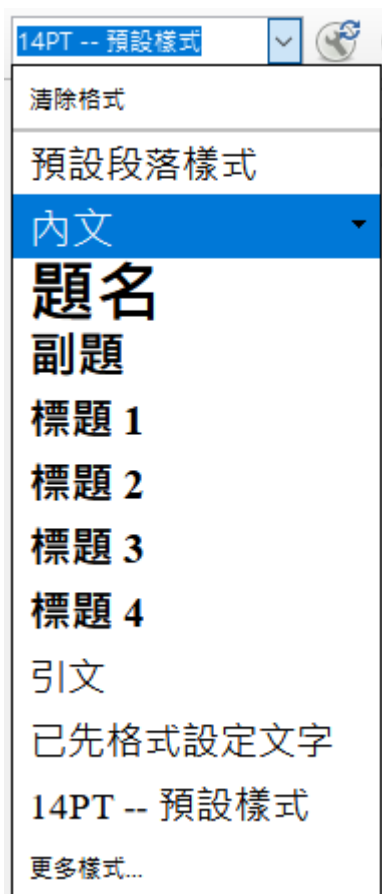 14PT -- 預設樣式
清除格式
預設段落樣式
內文
題名
副題
標題 1
標題 2
標題 3
標題 4
引文
已先格式設定文字
14PT -- 預設樣式
更多樣式...